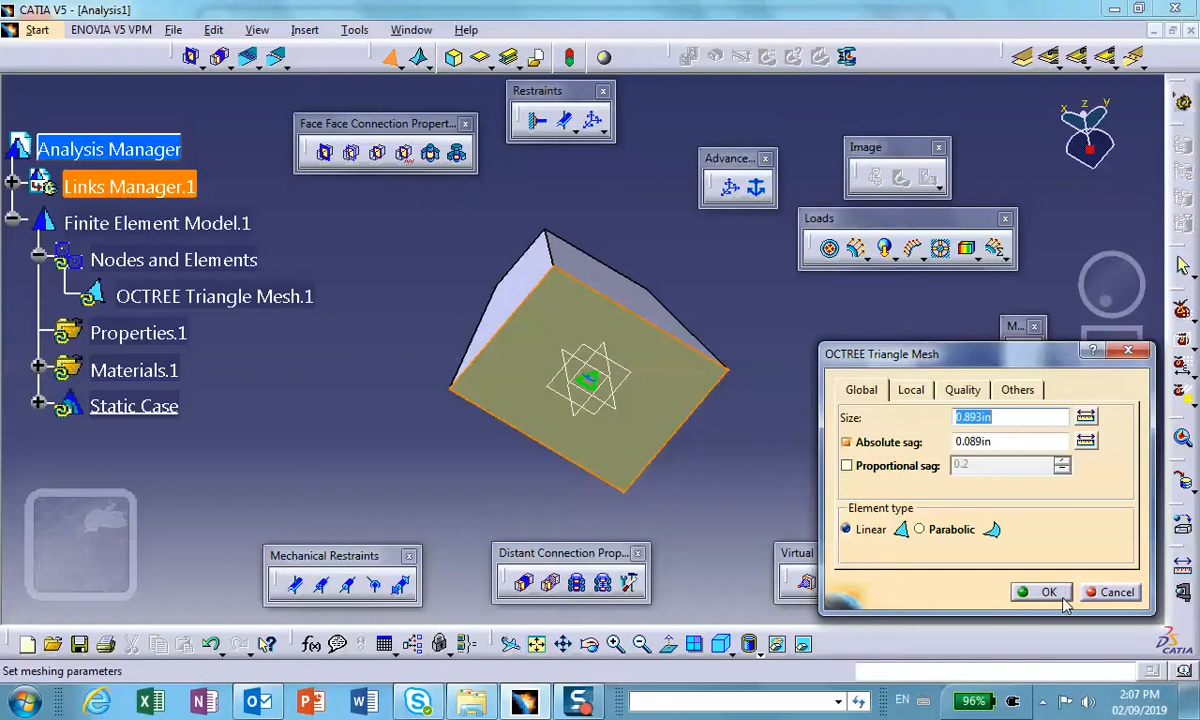 CATIA V5 - [Analysis1]
Start ENOVIA V5 VPM File Edit View Insert Tools Window Help
Restraints
Face Face Connection Propert...
Advance...
Image
Loads
M...
x z y
Analysis Manager
Links Manager.1
Finite Element Model.1
Nodes and Elements
OCTREE Triangle Mesh.1
Properties.1
Materials.1
Static Case
OCTREE Triangle Mesh
Global Local Quality Others
Size: 0.893in
Absolute sag: 0.089in
Proportional sag: 0.2
Element type
Linear Parabolic
OK Cancel
Mechanical Restraints
Distant Connection Prop...
Virtual
f(x)
CATIA
Set meshing parameters
EN 96% 2:07 PM
02/09/2019